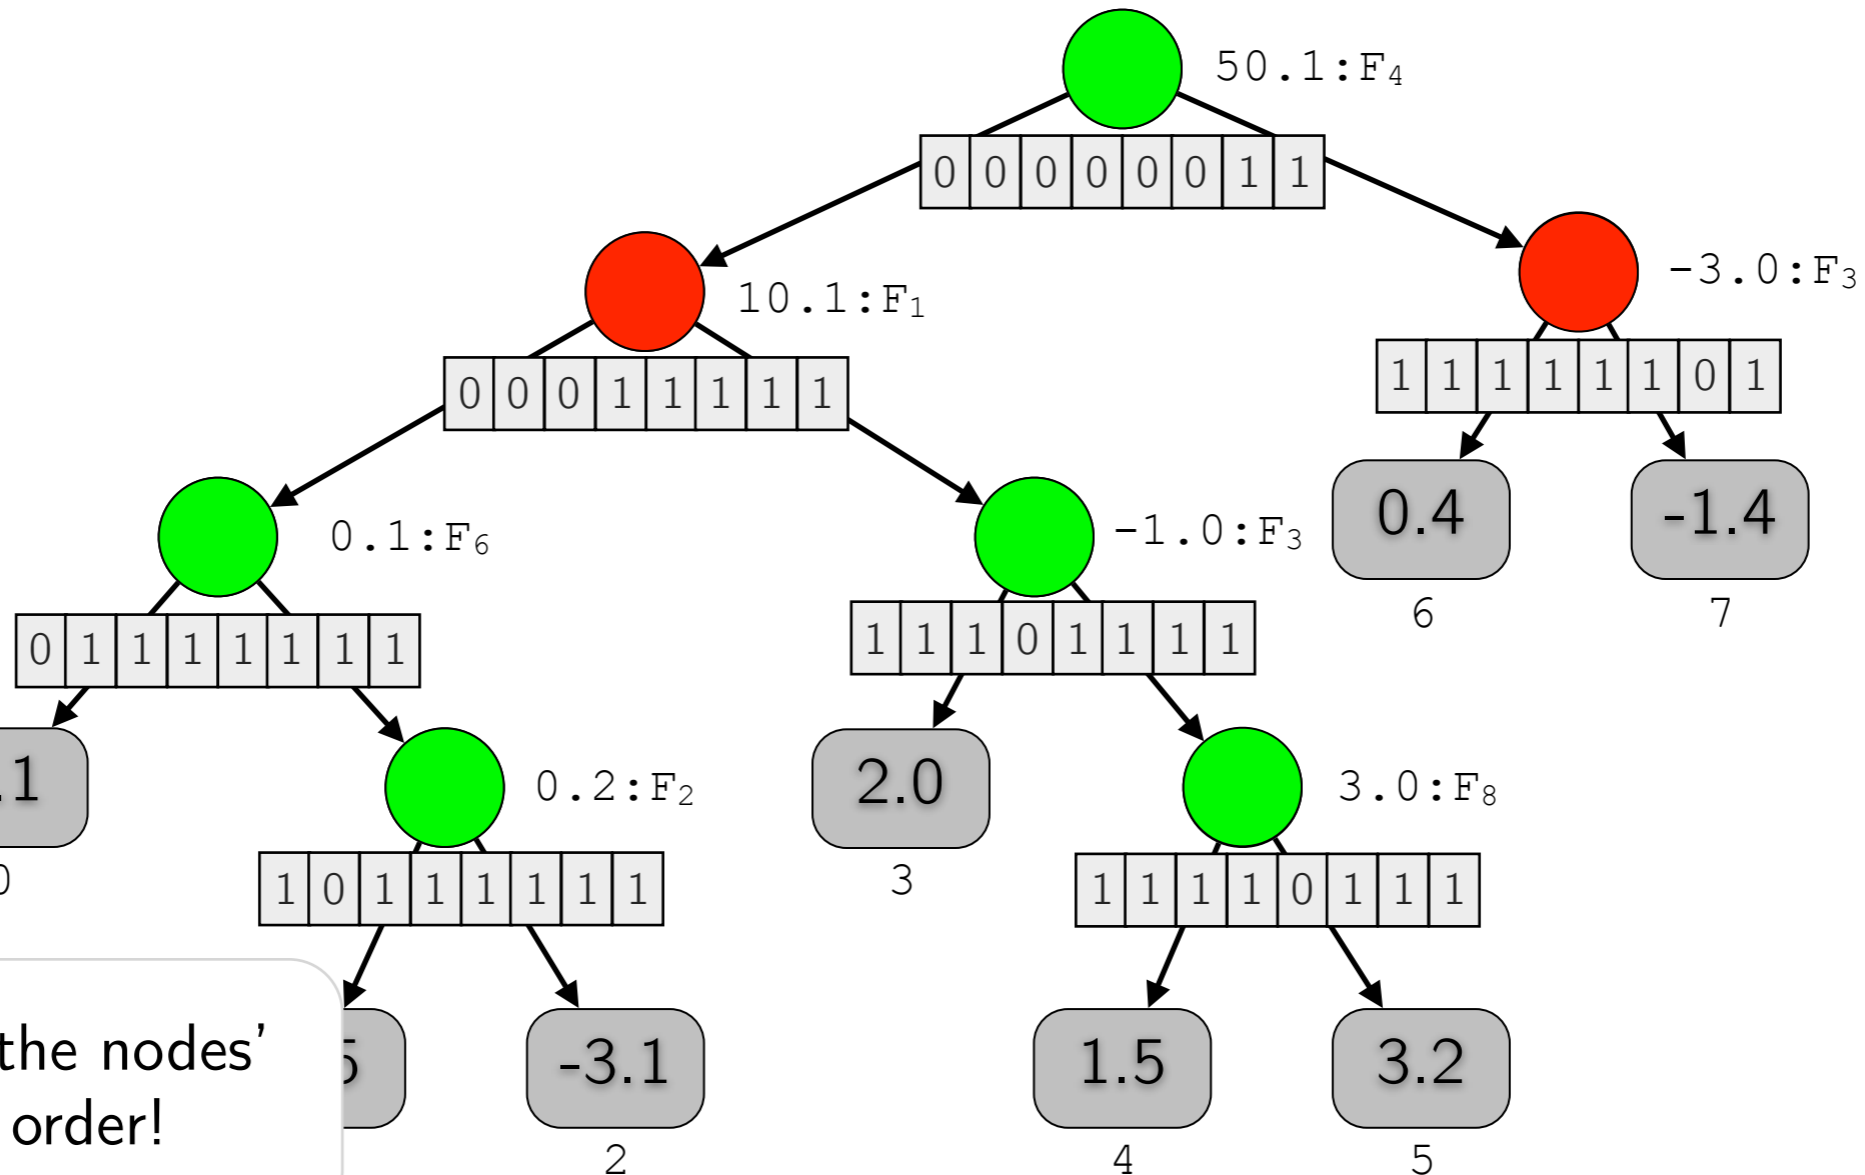 50.1:F4
0 0 0 0 0 0 1 1
-3.0:F3
10.1:F1
1 1 1 1 1 1 0 1
0 0 0 1 1 1 1 1
0.4
-1.4
6
7
0.1:F6
-1.0:F3
0 1 1 1 1 1 1 1
1 1 1 0 1 1 1 1
.1
0.2:F2
2.0
3.0:F8
0
3
1 0 1 1 1 1 1 1
1 1 1 1 0 1 1 1
5
-3.1
1.5
3.2
2
4
5
the nodes’
order!